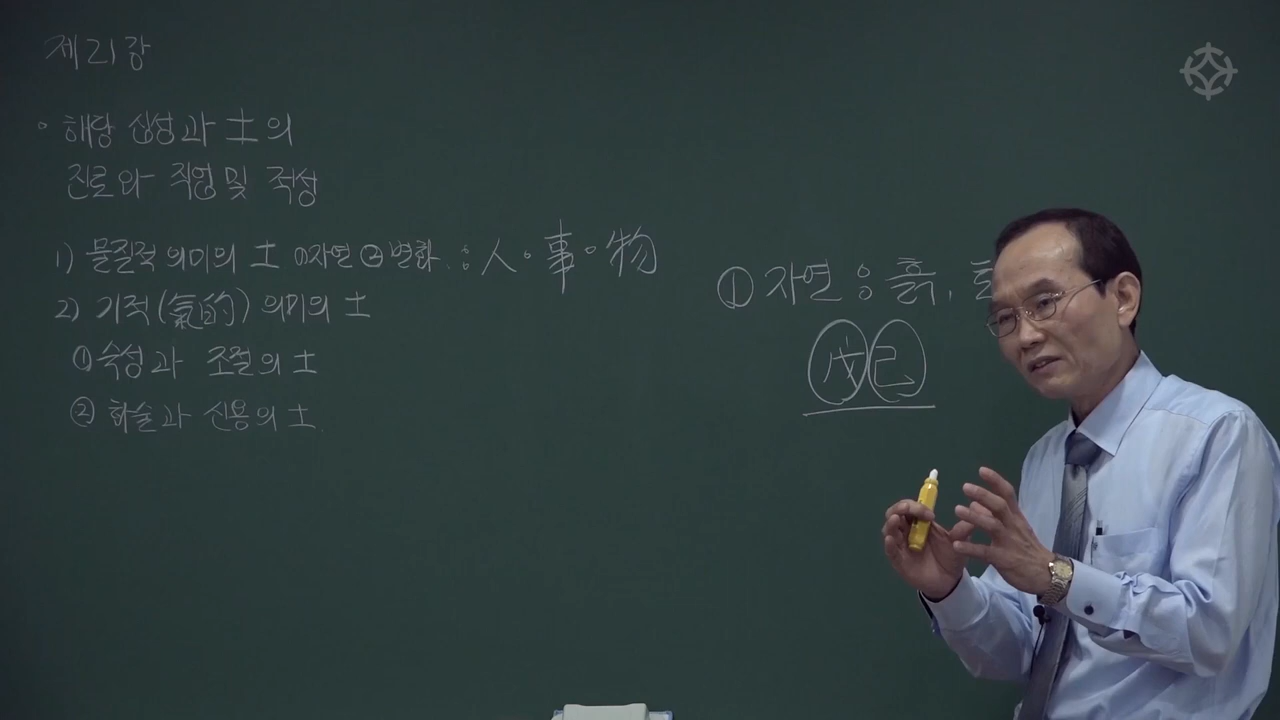 제21강
◦ 해당 십성과 土의
진로와 직업 및 적성
1) 물질적 의미의 土 ①자연 ②변화 : 人 · 事 · 物
2) 기적(氣的) 의미의 土
① 숙성과 조절의 土
② 학술과 신용의 土
① 자연 : 흙,
戊 己